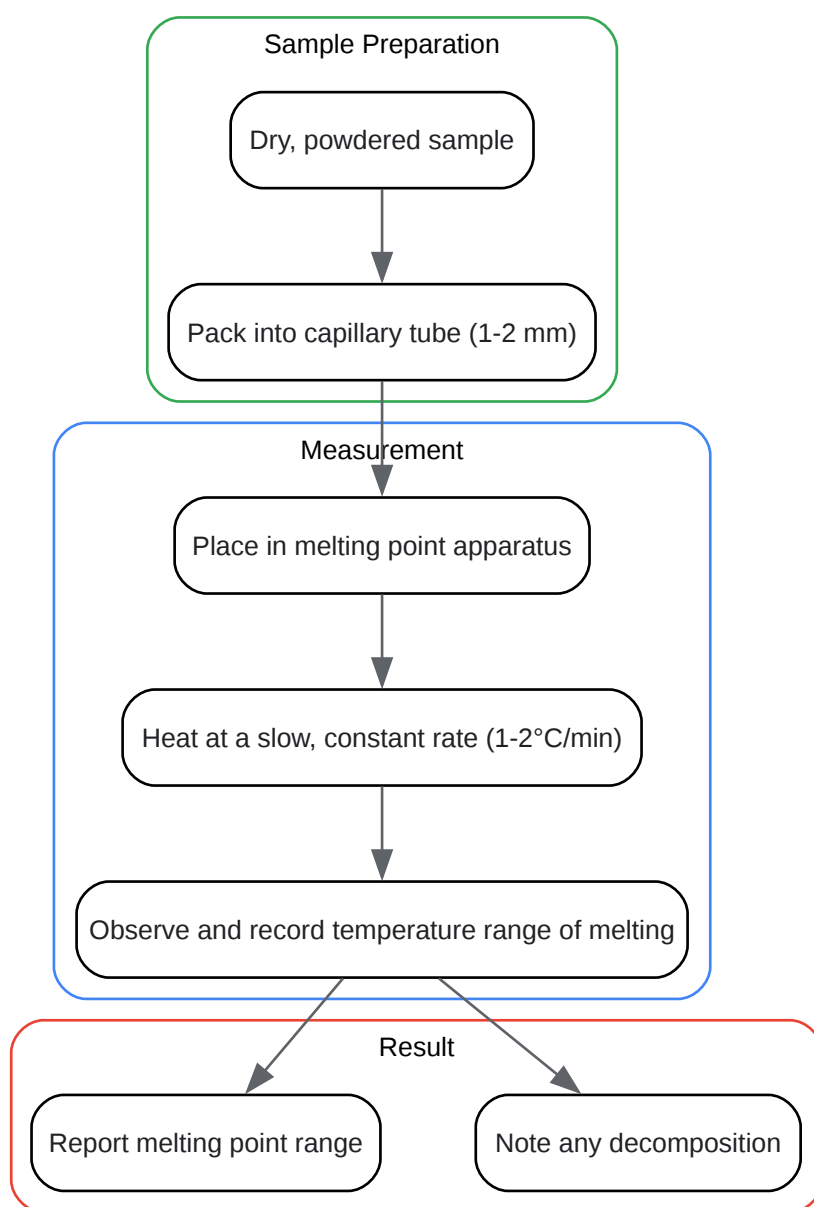 Sample Preparation
Dry, powdered sample
Pack into capillary tube (1-2 mm)
Measurement
Place in melting point apparatus
Heat at a slow, constant rate (1-2°C/min)
Observe and record temperature range of melting
Result
Report melting point range
Note any decomposition